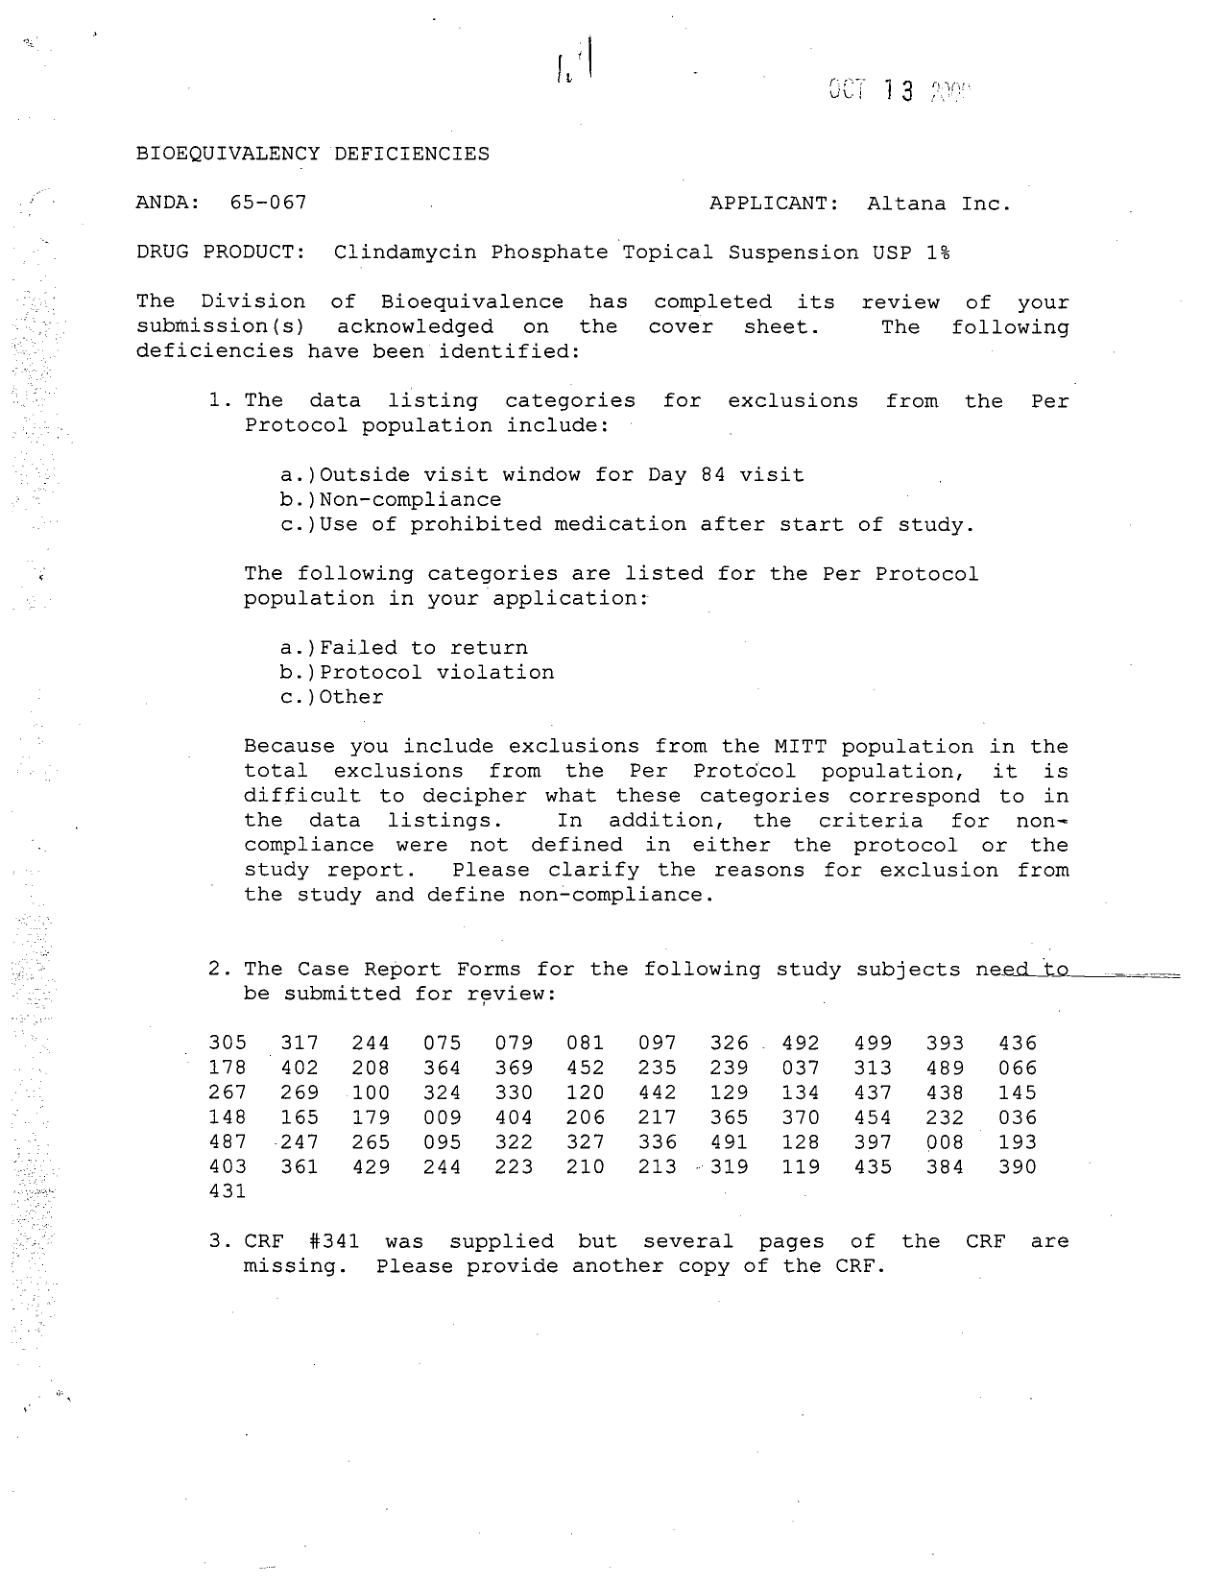 1.1
OCT 13 2000
BIOEQUIVALENCY DEFICIENCIES
ANDA: 65-067 APPLICANT: Altana Inc.
DRUG PRODUCT: Clindamycin Phosphate Topical Suspension USP 1%
The Division of Bioequivalence has completed its review of your
submission(s) acknowledged on the cover sheet. The following
deficiencies have been identified:
1. The data listing categories for exclusions from the Per
Protocol population include:
a.)Outside visit window for Day 84 visit
b.)Non-compliance
c.)Use of prohibited medication after start of study.
The following categories are listed for the Per Protocol
population in your application:
a.)Failed to return
b.)Protocol violation
c.)Other
Because you include exclusions from the MITT population in the
total exclusions from the Per Protocol population, it is
difficult to decipher what these categories correspond to in
the data listings. In addition, the criteria for non-
compliance were not defined in either the protocol or the
study report. Please clarify the reasons for exclusion from
the study and define non-compliance.
2. The Case Report Forms for the following study subjects need to
be submitted for review:
305 317 244 075 079 081 097 326 492 499 393 436
178 402 208 364 369 452 235 239 037 313 489 066
267 269 100 324 330 120 442 129 134 437 438 145
148 165 179 009 404 206 217 365 370 454 232 036
487 247 265 095 322 327 336 491 128 397 008 193
403 361 429 244 223 210 213 319 119 435 384 390
431
3. CRF #341 was supplied but several pages of the CRF are
missing. Please provide another copy of the CRF.